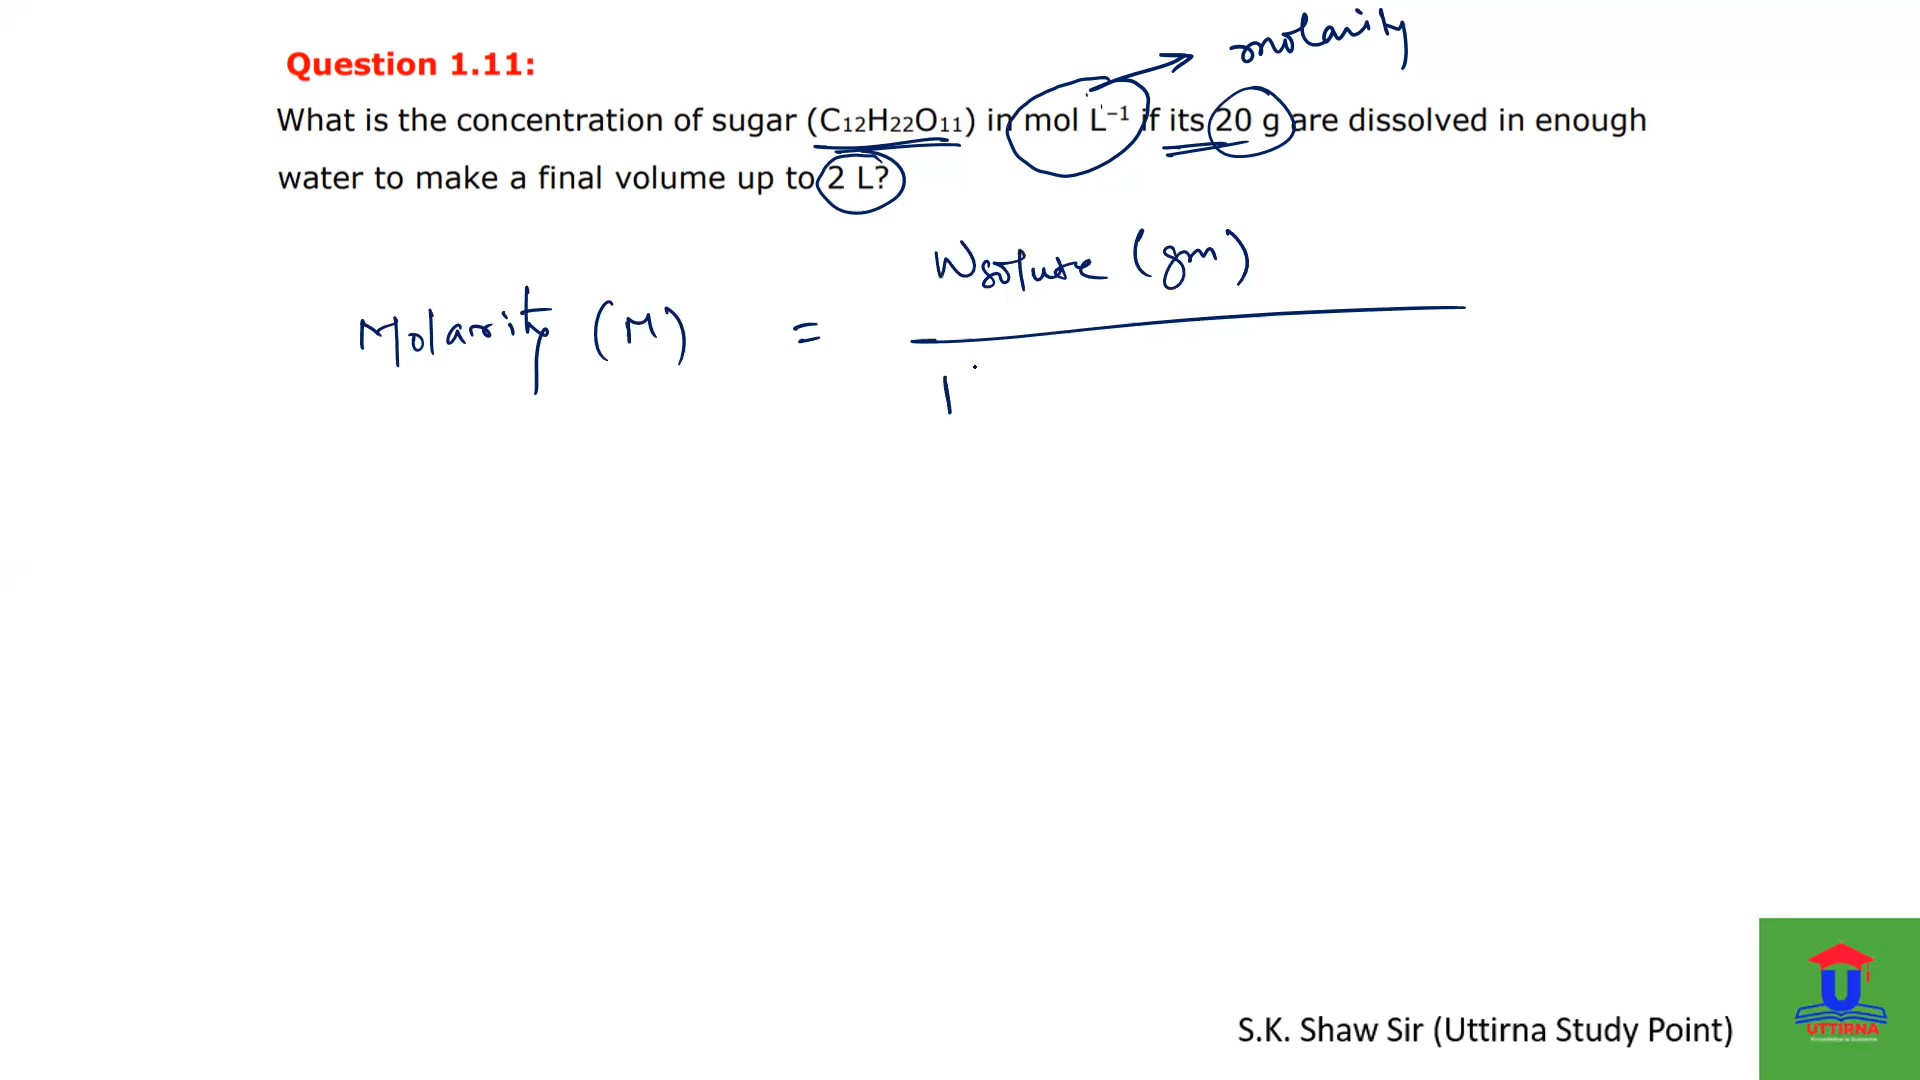 molarity
Question 1.11:
What is the concentration of sugar (C₁₂H₂₂O₁₁) in mol L⁻¹ if its 20 g are dissolved in enough
water to make a final volume up to 2 L?
Wsolute (gm)
Molarity (M) =
UTTIRNA
S.K. Shaw Sir (Uttirna Study Point)